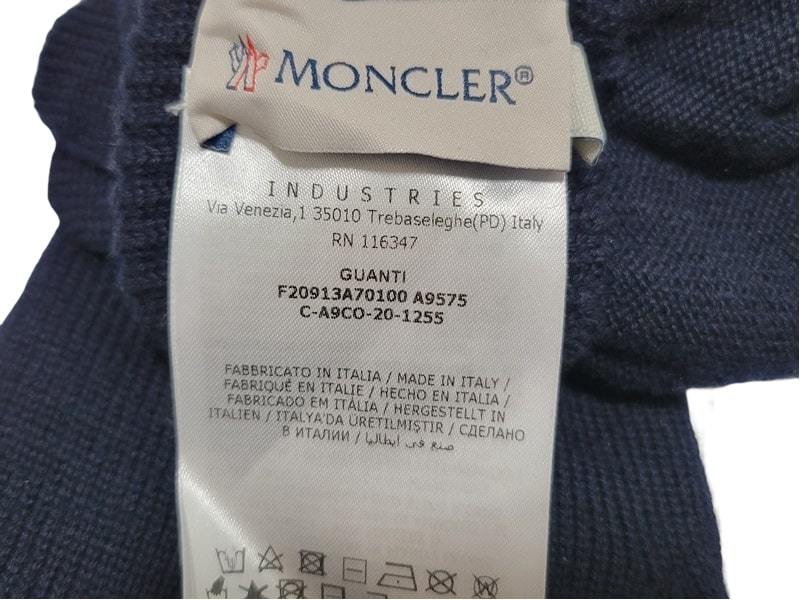 MONCLER®
INDUSTRIES
Via Venezia,1 35010 Trebaseleghe(PD) Italy
RN 116347
GUANTI
F20913A70100 A9575
C-A9CO-20-1255
FABBRICATO IN ITALIA / MADE IN ITALY /
FABRIQUÉ EN ITALIE / HECHO EN ITALIA /
FABRICADO EM ITÁLIA / HERGESTELLT IN
ITALIEN / ITALYA'DA ÜRETILMIŞTIR / СДЕЛАНО
В ИТАЛИИ / صنع في ايطاليا